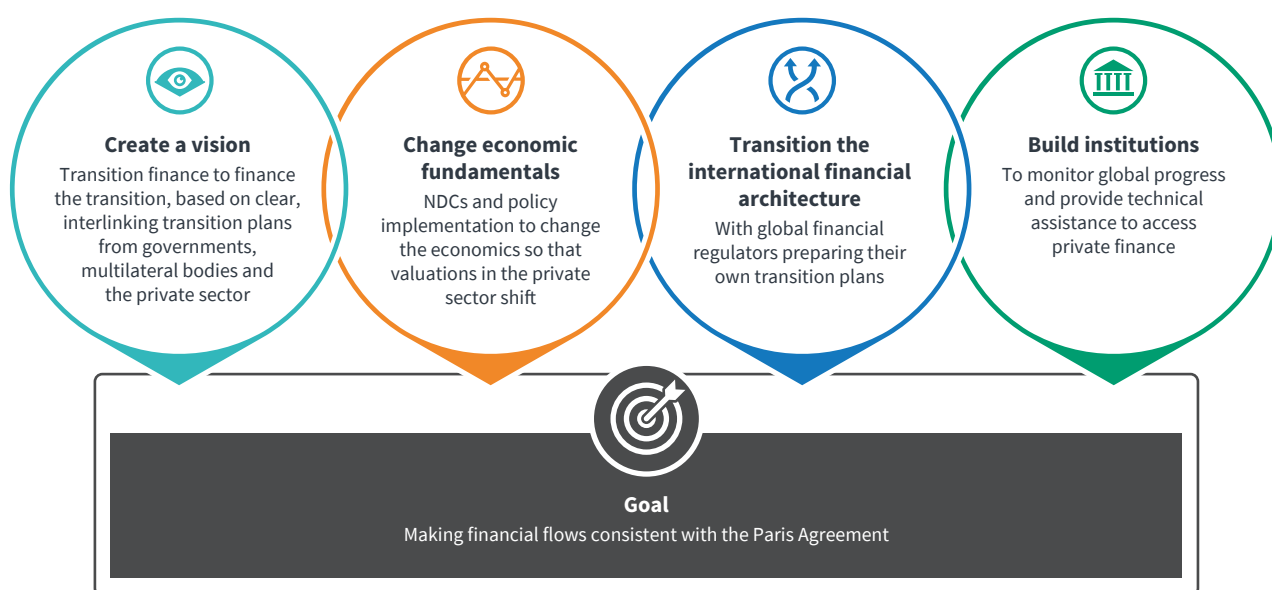 Create a vision
Transition finance to finance
the transition, based on clear,
interlinking transition plans
from governments,
multilateral bodies and
the private sector
Change economic
fundamentals
NDCs and policy
implementation to change
the economics so that
valuations in the private
sector shift
Transition the
international financial
architecture
With global financial
regulators preparing their
own transition plans
Build institutions
To monitor global progress
and provide technical
assistance to access
private finance
Goal
Making financial flows consistent with the Paris Agreement